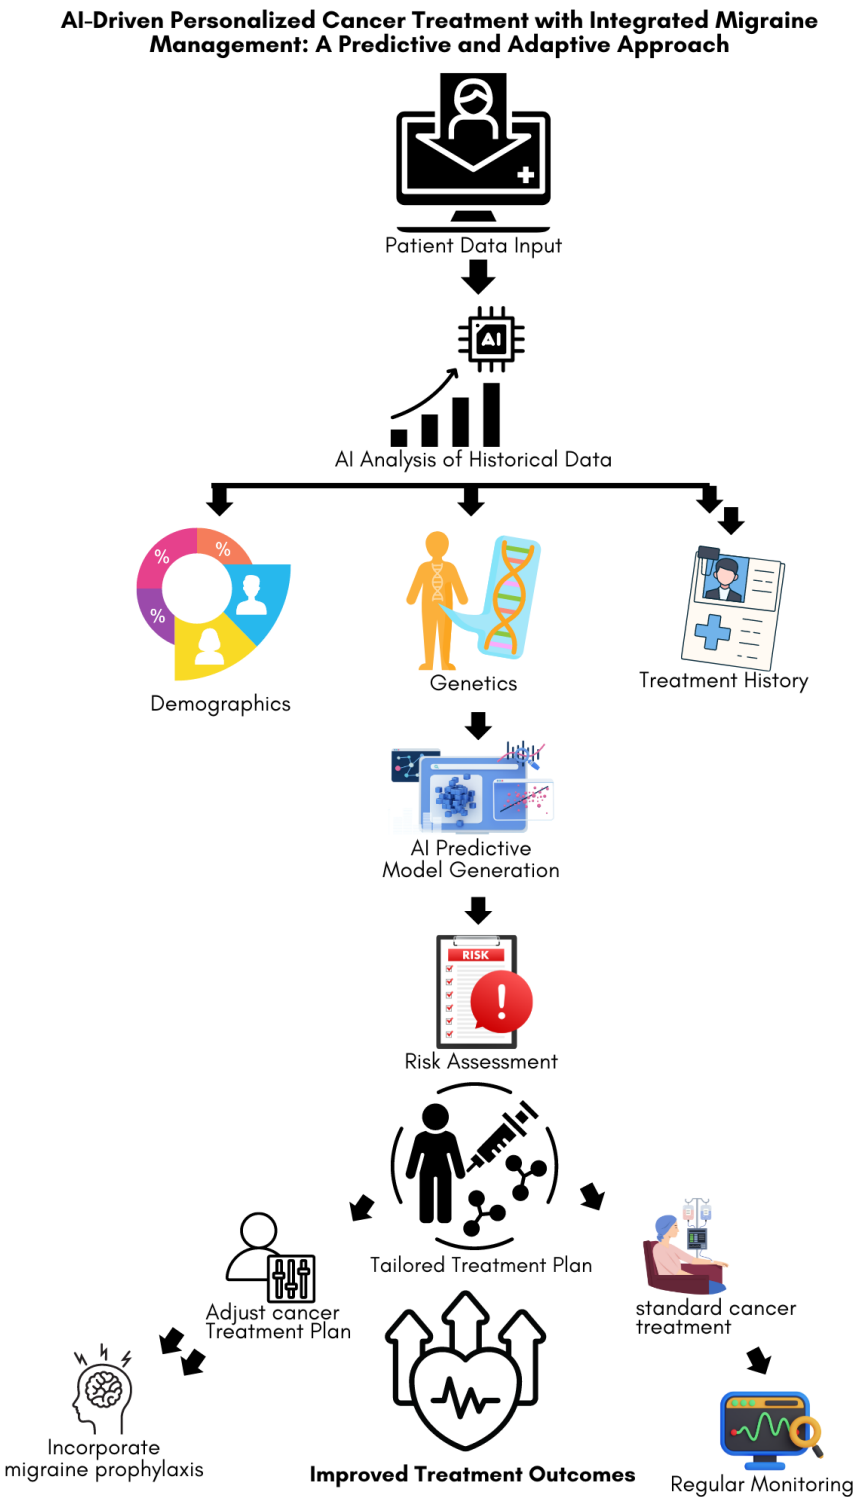 AI-Driven Personalized Cancer Treatment with Integrated Migraine
Management: A Predictive and Adaptive Approach
Patient Data Input
AI
AI Analysis of Historical Data
%
%
%
Demographics
Genetics
Treatment History
AI Predictive
Model Generation
RISK
!
Risk Assessment
Tailored Treatment Plan
Adjust cancer
Treatment Plan
standard cancer
treatment
Incorporate
migraine prophylaxis
Improved Treatment Outcomes
Regular Monitoring